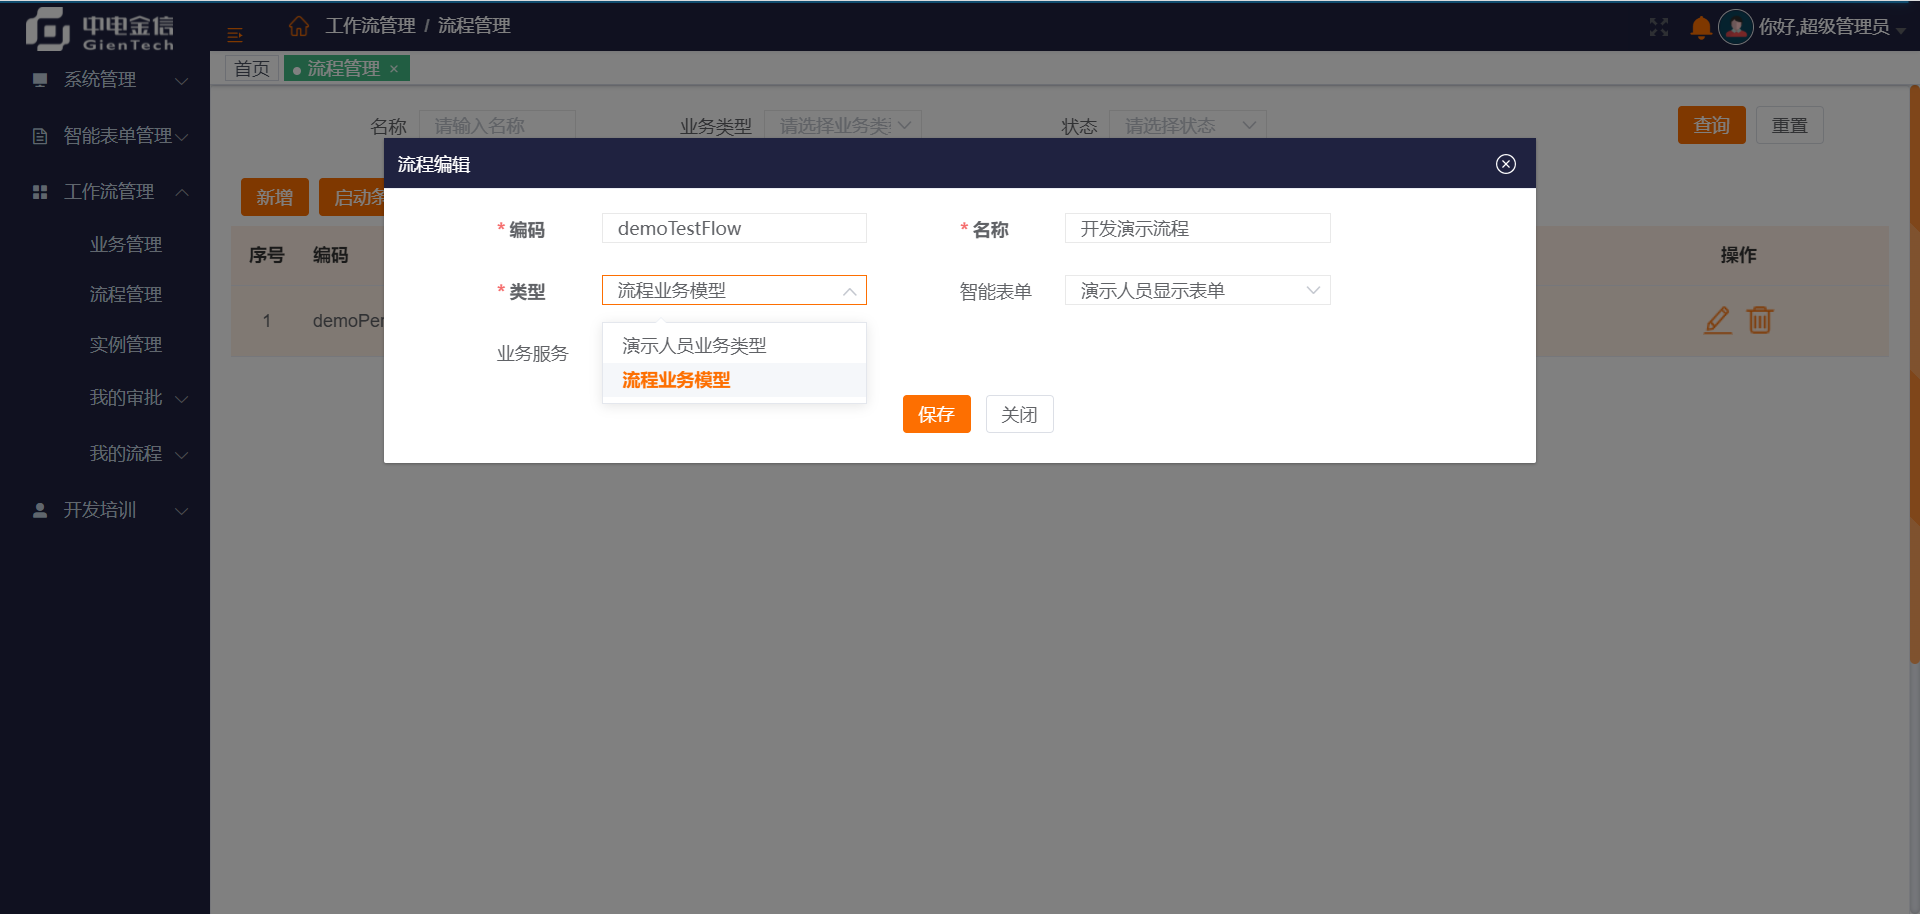 中电金信
GienTech
工作流管理 / 流程管理
你好,超级管理员
首页
流程管理 ×
系统管理
智能表单管理
工作流管理
业务管理
流程管理
实例管理
我的审批
我的流程
开发培训
名称 请输入名称
业务类型 请选择业务类
状态 请选择状态
查询 重置
新增 启动条
序号 编码 操作
1 demoPer
流程编辑
* 编码 demoTestFlow
* 名称 开发演示流程
* 类型 流程业务模型
智能表单 演示人员显示表单
业务服务
演示人员业务类型
流程业务模型
保存 关闭